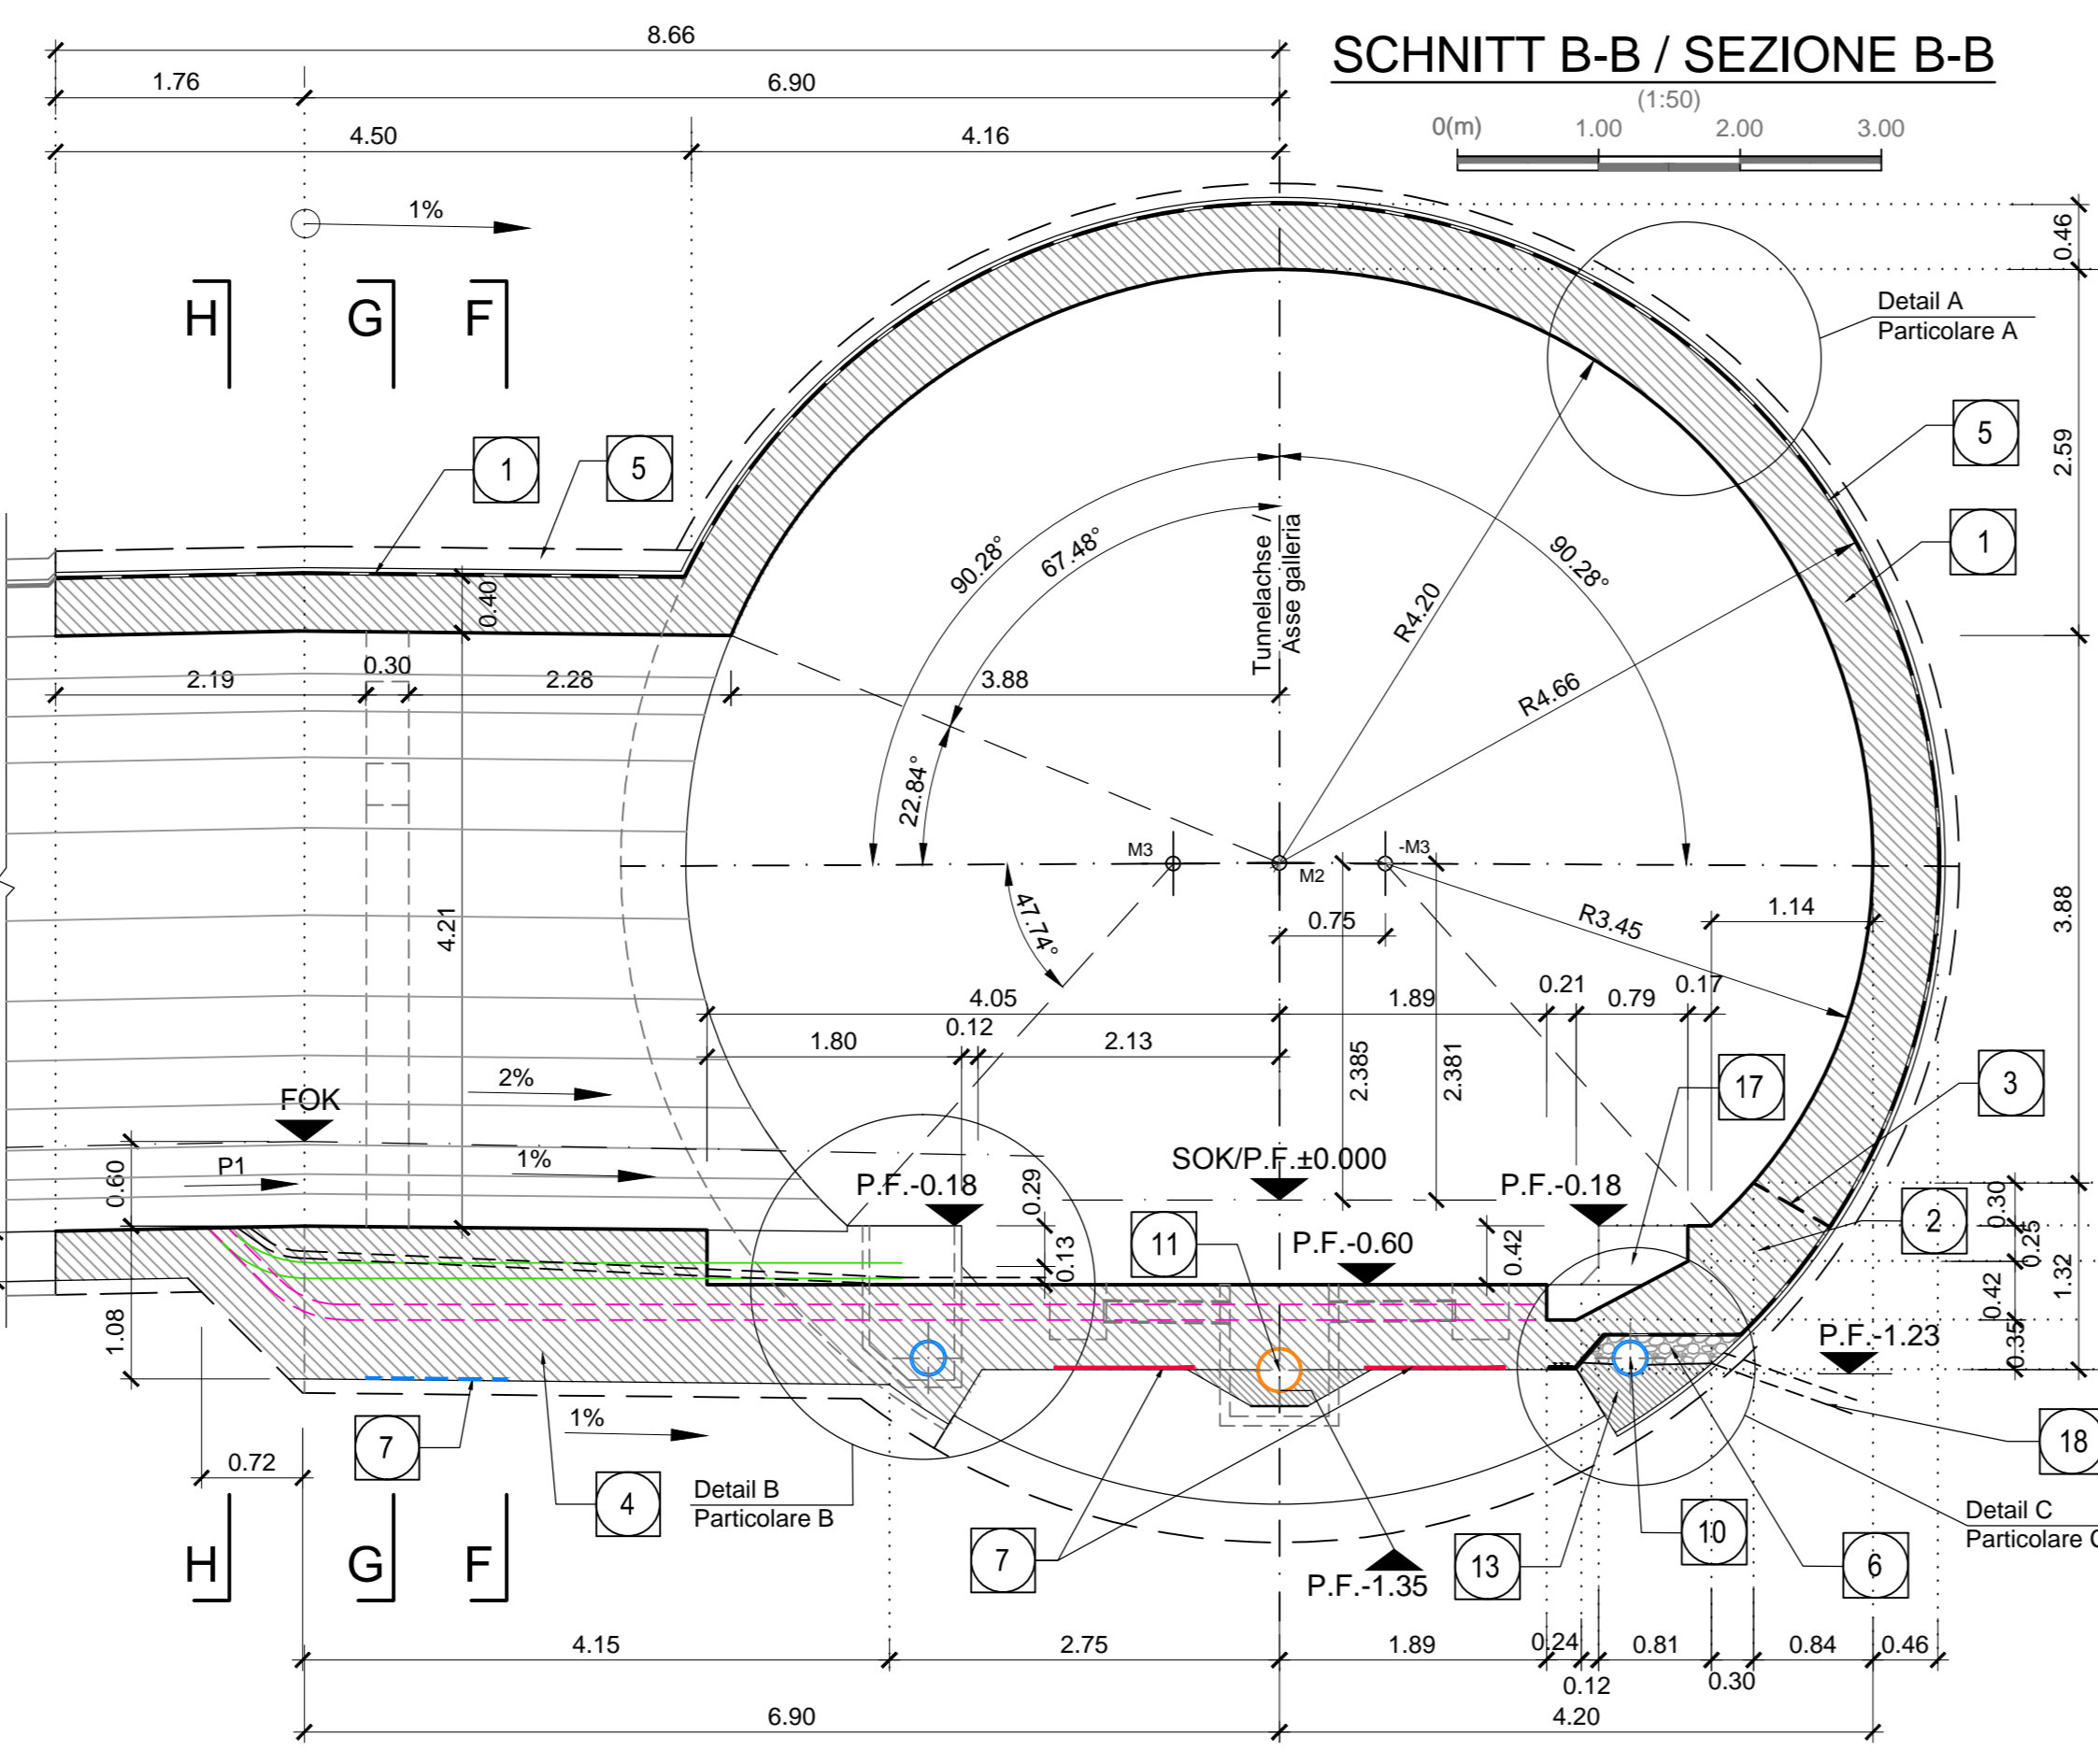 8.66
SCHNITT B-B / SEZIONE B-B
1.76
6.90
(1:50)
4.50
4.16
0(m) 1.00 2.00 3.00
1%
0.46
H G F
Detail A
Particolare A
5
1
5
2.59
1
0.40
90.28°
67.48°
90.28°
Tunnelachse /
Asse galleria
R4.20
2.19
0.30
2.28
3.88
R4.66
22.84°
M3
M2
-M3
47.74°
4.21
0.75
R3.45
1.14
3.88
4.05
1.89
0.21
0.79
0.17
1.80
0.12
2.13
2.385
2.381
2%
17
3
FOK
0.60
P1
1%
P.F.-0.18
0.29
SOK/P.F.±0.000
P.F.-0.18
0.30
2
0.13
11
P.F.-0.60
0.42
0.25
1.32
0.42
1.08
P.F.-1.23
0.35
7
1%
0.72
4
Detail B
Particolare B
18
10
Detail C
Particolare C
H G F
7
P.F.-1.35
13
6
4.15
2.75
1.89
0.24
0.12
0.81
0.30
0.84
0.46
6.90
4.20